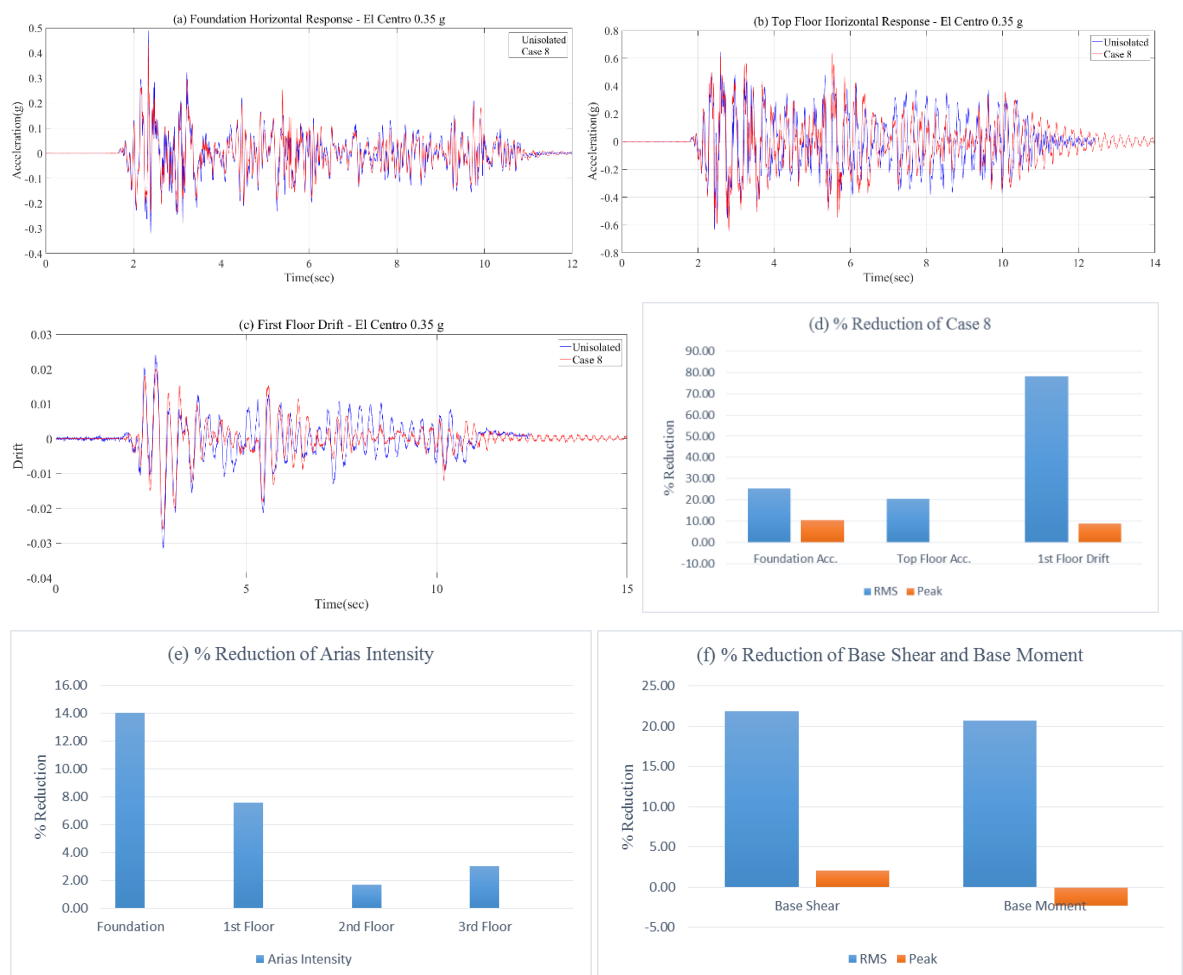 (a) Foundation Horizontal Response - El Centro 0.35 g
Unisolated
Case 8
0.5
0.4
0.3
0.2
0.1
0
-0.1
-0.2
-0.3
-0.4
Acceleration(g)
0
2
4
6
8
10
12
Time(sec)
(b) Top Floor Horizontal Response - El Centro 0.35 g
Unisolated
Case 8
0.8
0.6
0.4
0.2
0
-0.2
-0.4
-0.6
-0.8
Acceleration(g)
0
2
4
6
8
10
12
14
Time(sec)
(c) First Floor Drift - El Centro 0.35 g
Unisolated
Case 8
0.03
0.02
0.01
0
-0.01
-0.02
-0.03
-0.04
Drift
0
5
10
15
Time(sec)
(d) % Reduction of Case 8
90.00
80.00
70.00
60.00
50.00
40.00
30.00
20.00
10.00
0.00
-10.00
% Reduction
Foundation Acc.
Top Floor Acc.
1st Floor Drift
RMS
Peak
(e) % Reduction of Arias Intensity
16.00
14.00
12.00
10.00
8.00
6.00
4.00
2.00
0.00
% Reduction
Foundation
1st Floor
2nd Floor
3rd Floor
Arias Intensity
(f) % Reduction of Base Shear and Base Moment
25.00
20.00
15.00
10.00
5.00
0.00
-5.00
% Reduction
Base Shear
Base Moment
RMS
Peak